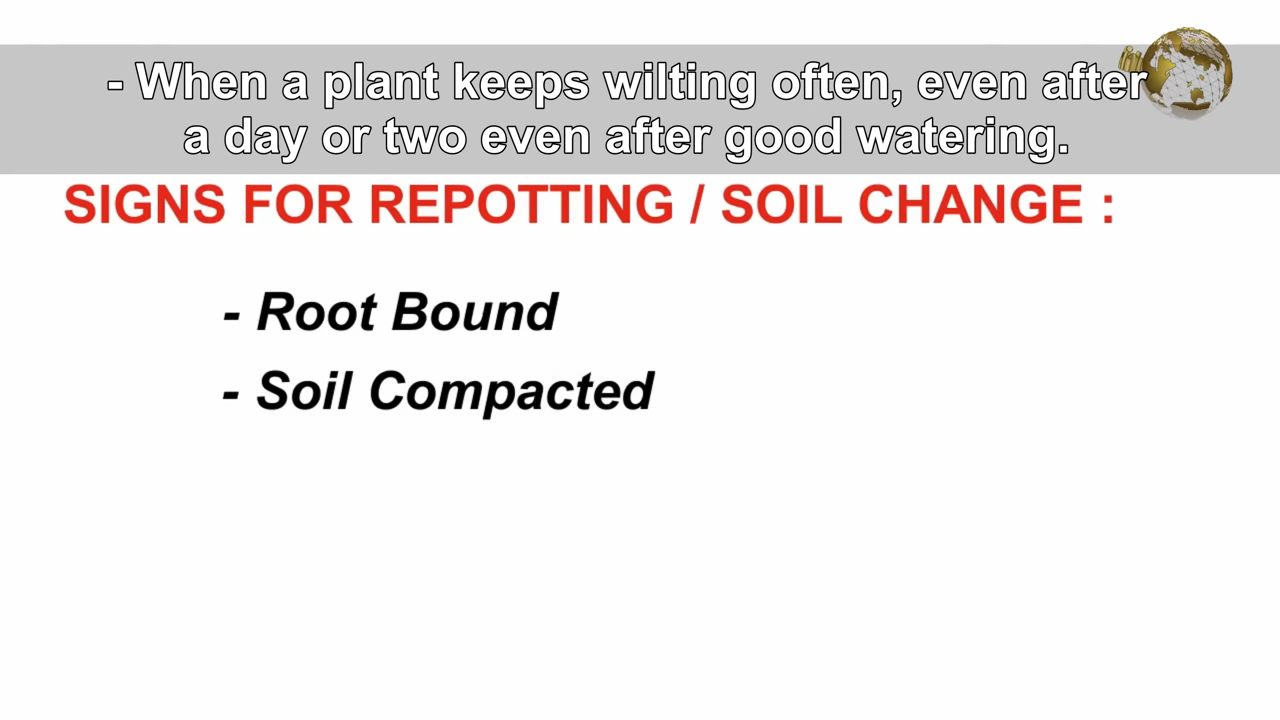 - When a plant keeps wilting often, even after
a day or two even after good watering.
SIGNS FOR REPOTTING / SOIL CHANGE :
- Root Bound
- Soil Compacted